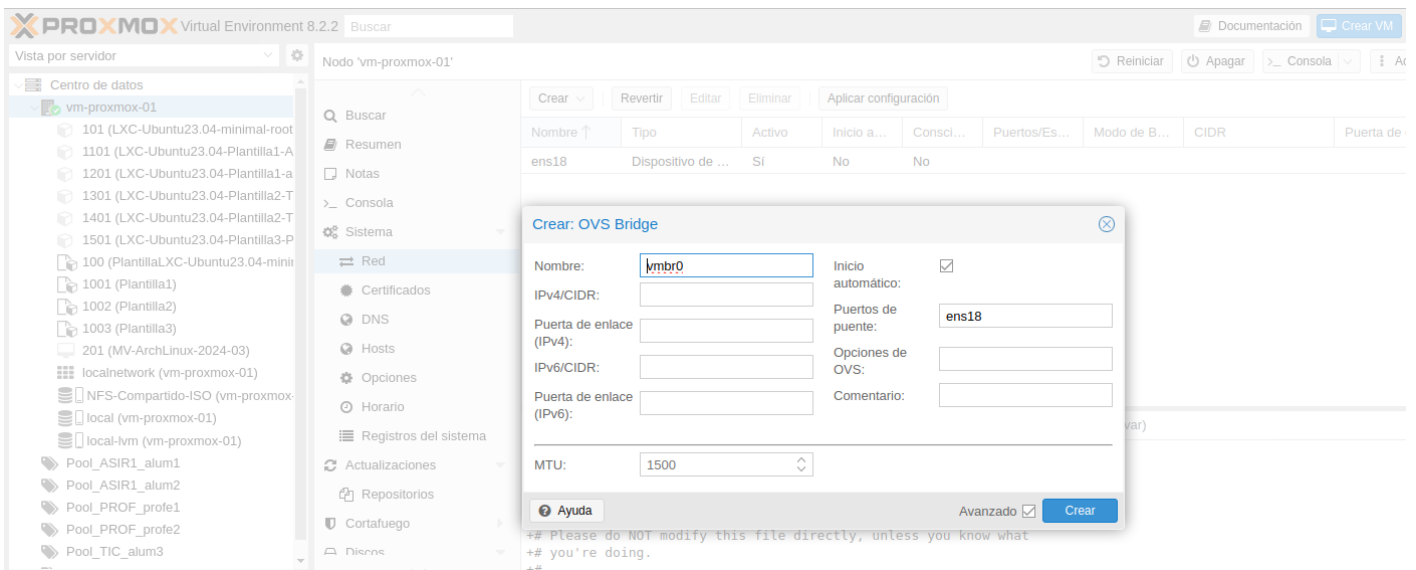 PROXMOX Virtual Environment 8.2.2 Buscar
Documentación Crear VM
Vista por servidor
Nodo 'vm-proxmox-01'
Reiniciar Apagar Consola
Centro de datos
vm-proxmox-01
101 (LXC-Ubuntu23.04-minimal-root
1101 (LXC-Ubuntu23.04-Plantilla1-A
1201 (LXC-Ubuntu23.04-Plantilla1-a
1301 (LXC-Ubuntu23.04-Plantilla2-T
1401 (LXC-Ubuntu23.04-Plantilla2-T
1501 (LXC-Ubuntu23.04-Plantilla3-P
100 (PlantillaLXC-Ubuntu23.04-minir
1001 (Plantilla1)
1002 (Plantilla2)
1003 (Plantilla3)
201 (MV-ArchLinux-2024-03)
localnetwork (vm-proxmox-01)
NFS-Compartido-ISO (vm-proxmox-
local (vm-proxmox-01)
local-lvm (vm-proxmox-01)
Pool_ASIR1_alum1
Pool_ASIR1_alum2
Pool_PROF_profe1
Pool_PROF_profe2
Pool_TIC_alum3
Buscar
Resumen
Notas
Consola
Sistema
Red
Certificados
DNS
Hosts
Opciones
Horario
Registros del sistema
Actualizaciones
Repositorios
Cortafuego
Discos
Crear Revertir Editar Eliminar Aplicar configuración
Nombre Tipo Activo Inicio a... Consci... Puertos/Es... Modo de B... CIDR Puerta de
ens18 Dispositivo de ... Sí No No
Crear: OVS Bridge
Nombre: vmbr0
IPv4/CIDR:
Puerta de enlace
(IPv4):
IPv6/CIDR:
Puerta de enlace
(IPv6):
Inicio
automático:
Puertos de
puente: ens18
Opciones de
OVS:
Comentario:
MTU: 1500
Ayuda Avanzado Crear
var)
+# Please do NOT modify this file directly, unless you know what
+# you're doing.
+#